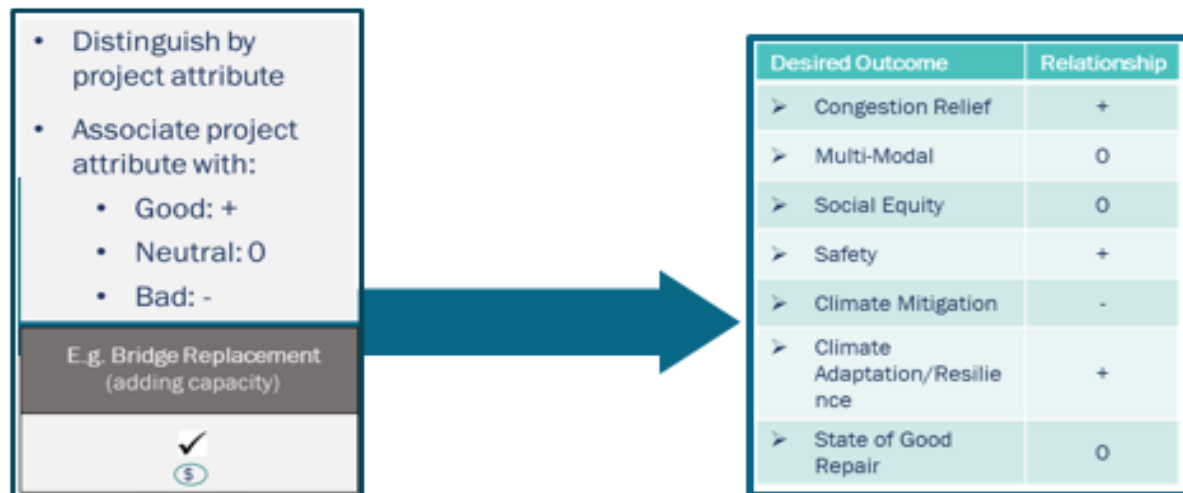 • Distinguish by
project attribute
• Associate project
attribute with:
• Good: +
• Neutral: 0
• Bad: -
E.g. Bridge Replacement
(adding capacity)
✓
$
Desired Outcome Relationship
➢ Congestion Relief +
➢ Multi-Modal 0
➢ Social Equity 0
➢ Safety +
➢ Climate Mitigation -
➢ Climate
Adaptation/Resilie +
nce
➢ State of Good
Repair 0